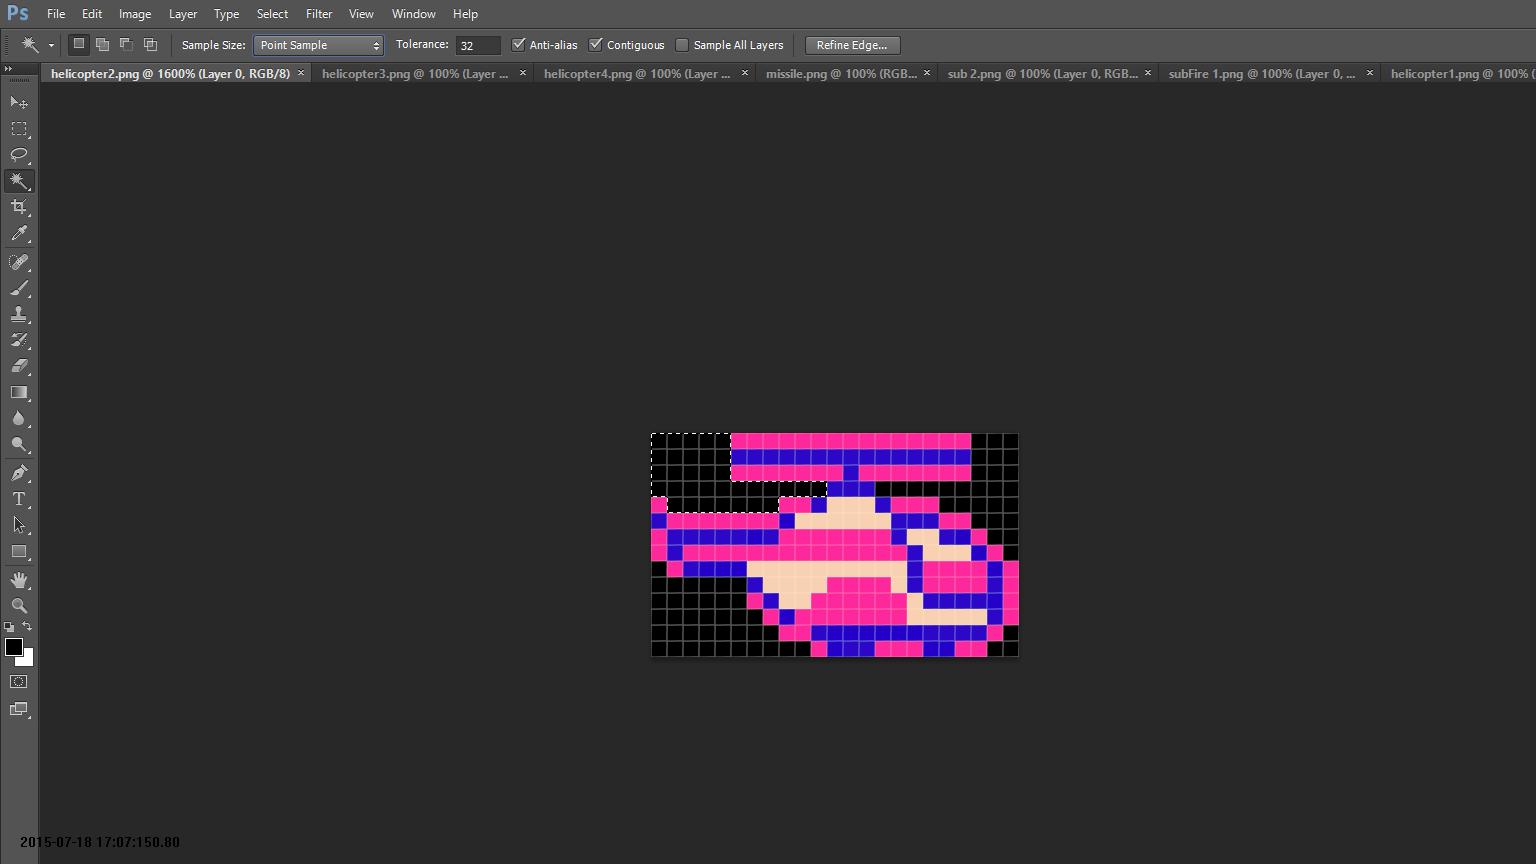 Ps File Edit Image Layer Type Select Filter View Window Help
Sample Size: Point Sample Tolerance: 32 Anti-alias Contiguous Sample All Layers Refine Edge...
helicopter2.png @ 1600% (Layer 0, RGB/8) × helicopter3.png @ 100% (Layer ... × helicopter4.png @ 100% (Layer ... × missile.png @ 100% (RGB... × sub 2.png @ 100% (Layer 0, RGB... × subFire 1.png @ 100% (Layer 0, ... × helicopter1.png @ 100% (
T
2015-07-18 17:07:150.80